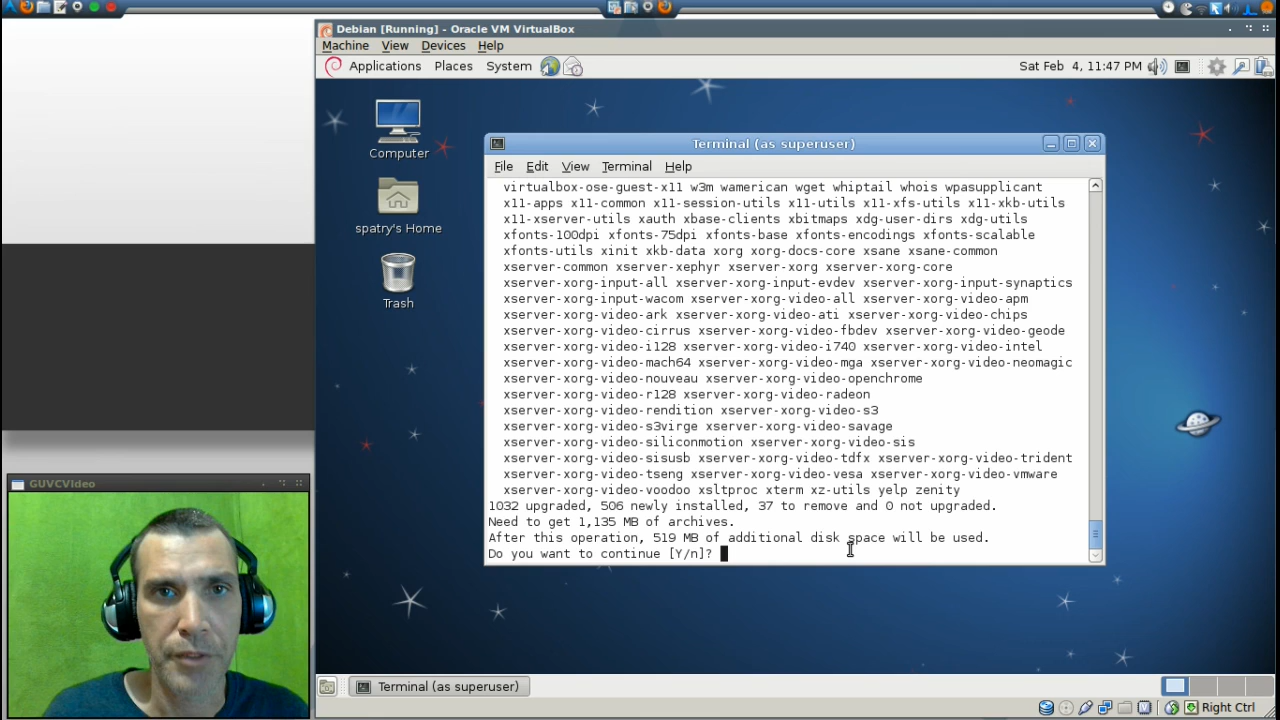 Debian [Running] - Oracle VM VirtualBox
Machine View Devices Help
Applications Places System
Sat Feb 4, 11:47 PM
Computer
spatry's Home
Trash
Terminal (as superuser)
File Edit View Terminal Help
virtualbox-ose-guest-x11 w3m wamerican wget whiptail whois wpasupplicant
x11-apps x11-common x11-session-utils x11-utils x11-xfs-utils x11-xkb-utils
x11-xserver-utils xauth xbase-clients xbitmaps xdg-user-dirs xdg-utils
xfonts-100dpi xfonts-75dpi xfonts-base xfonts-encodings xfonts-scalable
xfonts-utils xinit xkb-data xorg xorg-docs-core xsane xsane-common
xserver-common xserver-xephyr xserver-xorg xserver-xorg-core
xserver-xorg-input-all xserver-xorg-input-evdev xserver-xorg-input-synaptics
xserver-xorg-input-wacom xserver-xorg-video-all xserver-xorg-video-apm
xserver-xorg-video-ark xserver-xorg-video-ati xserver-xorg-video-chips
xserver-xorg-video-cirrus xserver-xorg-video-fbdev xserver-xorg-video-geode
xserver-xorg-video-i128 xserver-xorg-video-i740 xserver-xorg-video-intel
xserver-xorg-video-mach64 xserver-xorg-video-mga xserver-xorg-video-neomagic
xserver-xorg-video-nouveau xserver-xorg-video-openchrome
xserver-xorg-video-r128 xserver-xorg-video-radeon
xserver-xorg-video-rendition xserver-xorg-video-s3
xserver-xorg-video-s3virge xserver-xorg-video-savage
xserver-xorg-video-siliconmotion xserver-xorg-video-sis
xserver-xorg-video-sisusb xserver-xorg-video-tdfx xserver-xorg-video-trident
xserver-xorg-video-tseng xserver-xorg-video-vesa xserver-xorg-video-vmware
xserver-xorg-video-voodoo xsltproc xterm xz-utils yelp zenity
1032 upgraded, 506 newly installed, 37 to remove and 0 not upgraded.
Need to get 1,135 MB of archives.
After this operation, 519 MB of additional disk space will be used.
Do you want to continue [Y/n]?
GUVCVideo
Terminal (as superuser)
Right Ctrl